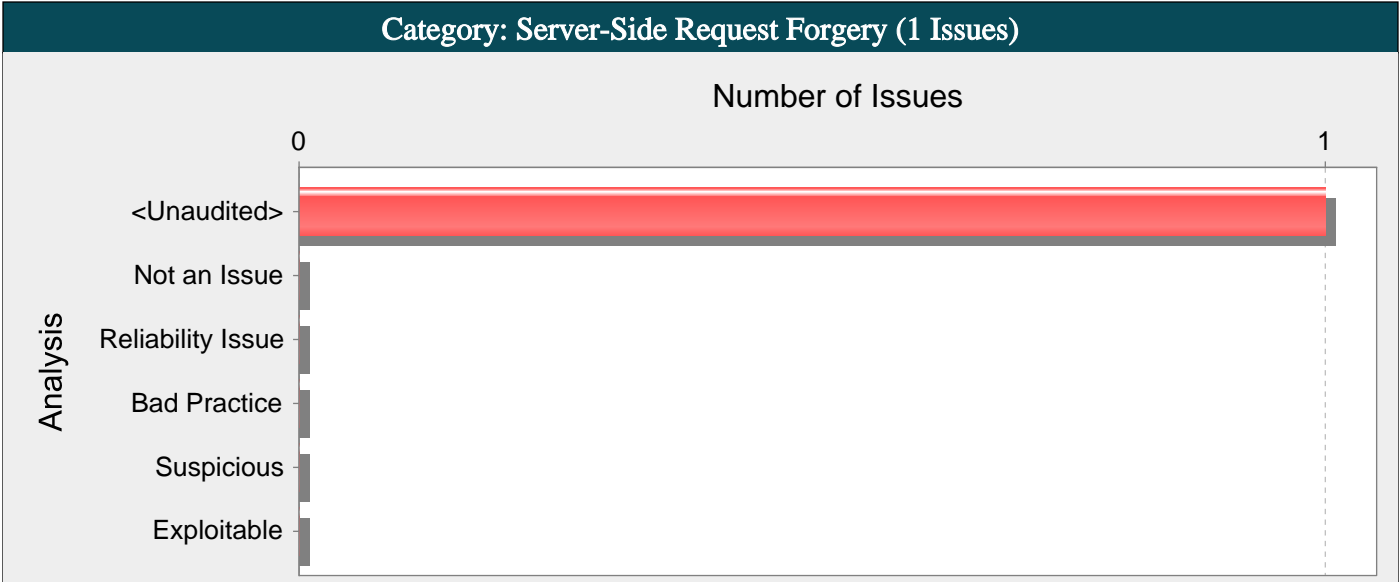 Category: Server-Side Request Forgery (1 Issues)
Number of Issues
0 1
<Unaudited>
Not an Issue
Reliability Issue
Bad Practice
Suspicious
Exploitable
Analysis